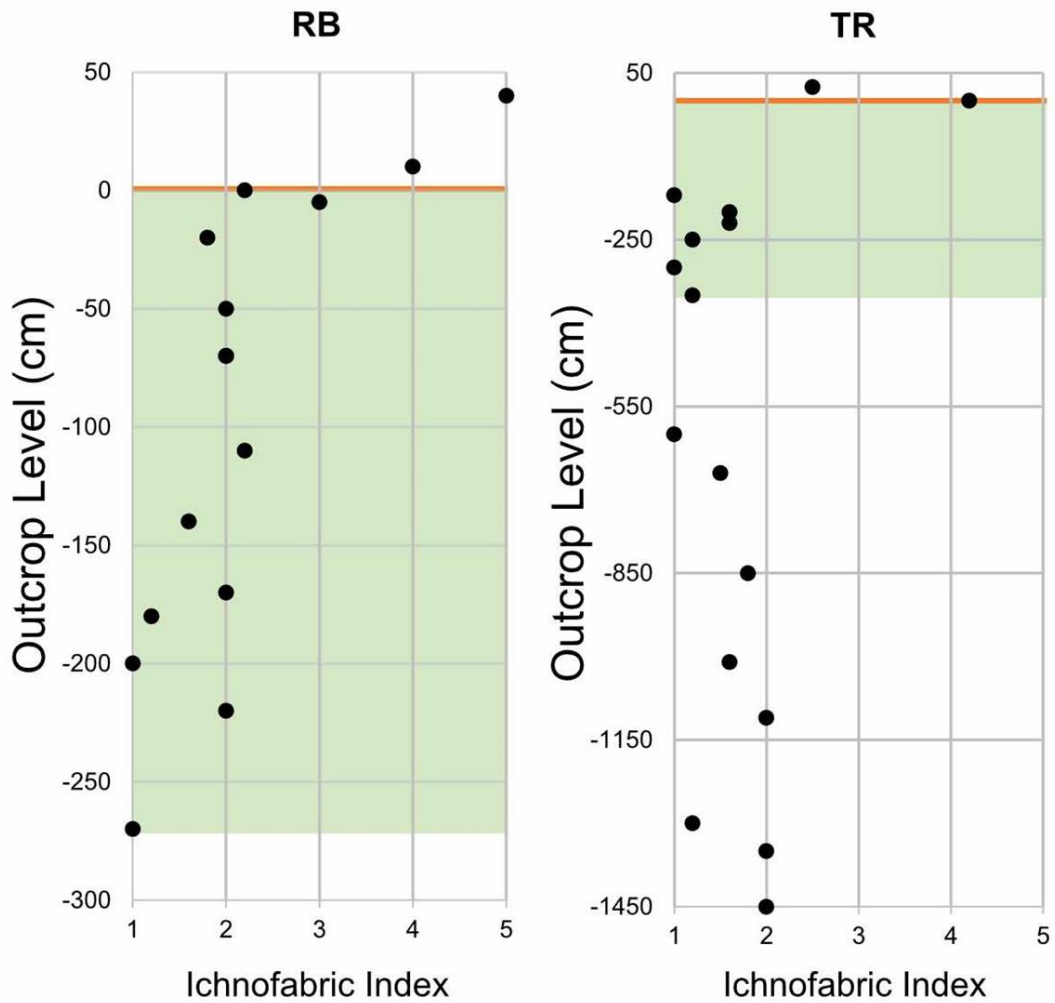 RB
50
0
-50
-100
-150
-200
-250
-300
1 2 3 4 5
Outcrop Level (cm)
Ichnofabric Index
TR
50
-250
-550
-850
-1150
-1450
1 2 3 4 5
Outcrop Level (cm)
Ichnofabric Index